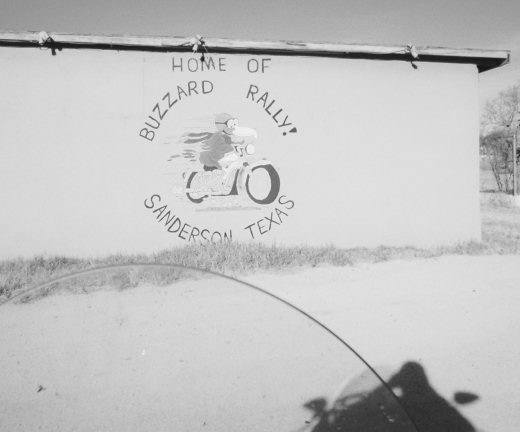 HOME OF
BUZZARD RALLY!
SANDERSON TEXAS